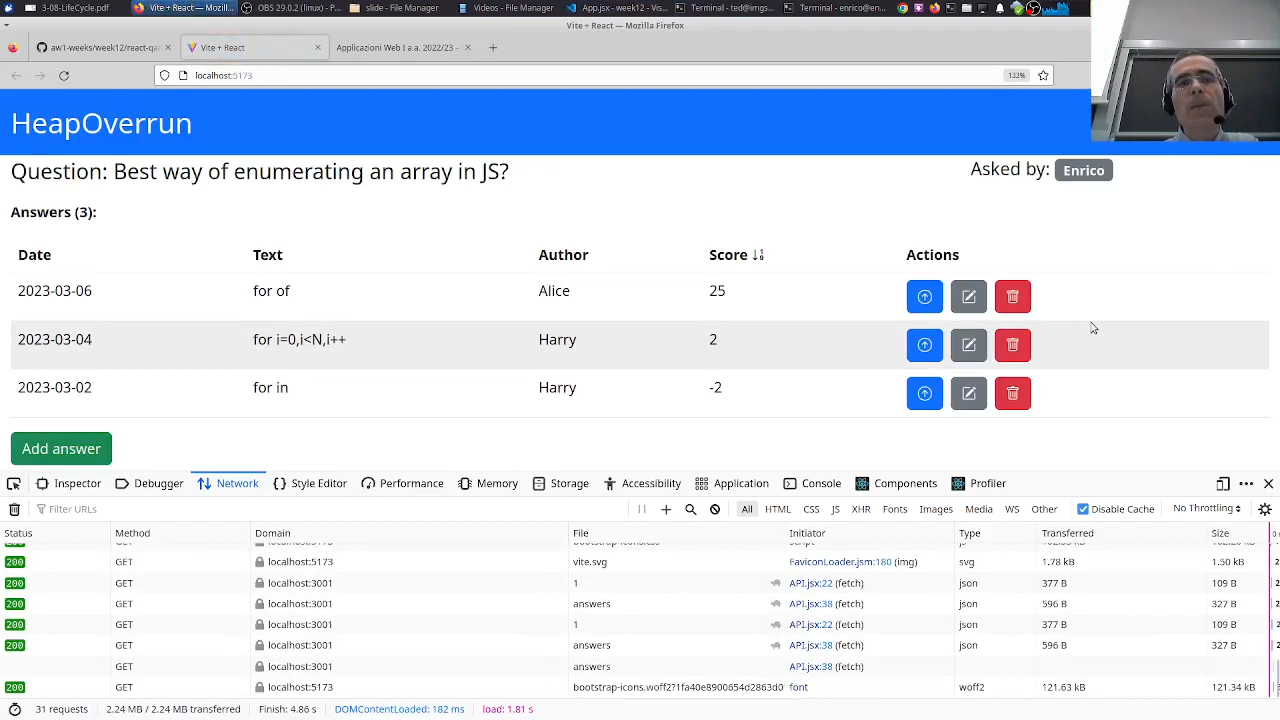 3-08-LifeCycle.pdf
Vite + React — Mozill...
OBS 29.0.2 (linux) - P...
slide - File Manager
Videos - File Manager
App.jsx - week12 - Vis...
Terminal - ted@imgs...
Terminal - enrico@en...
Vite + React — Mozilla Firefox
aw1-weeks/week12/react-qa
Vite + React
Applicazioni Web I a.a. 2022/23 -
localhost:5173
133%
HeapOverrun
Question: Best way of enumerating an array in JS?
Asked by: Enrico
Answers (3):
Date Text Author Score Actions
2023-03-06 for of Alice 25
2023-03-04 for i=0,i<N,i++ Harry 2
2023-03-02 for in Harry -2
Add answer
Inspector Debugger Network Style Editor Performance Memory Storage Accessibility Application Console Components Profiler
Filter URLs
All HTML CSS JS XHR Fonts Images Media WS Other Disable Cache No Throttling
Status Method Domain File Initiator Type Transferred Size
200 GET localhost:5173 vite.svg FaviconLoader.jsm:180 (img) svg 1.78 kB 1.50 kB
200 GET localhost:3001 1 API.jsx:22 (fetch) json 377 B 109 B
200 GET localhost:3001 answers API.jsx:38 (fetch) json 596 B 327 B
200 GET localhost:3001 1 API.jsx:22 (fetch) json 377 B 109 B
200 GET localhost:3001 answers API.jsx:38 (fetch) json 596 B 327 B
GET localhost:3001 answers API.jsx:38 (fetch)
200 GET localhost:5173 bootstrap-icons.woff2?1fa40e8900654d2863d0 font woff2 121.63 kB 121.34 kB
31 requests 2.24 MB / 2.24 MB transferred Finish: 4.86 s DOMContentLoaded: 182 ms load: 1.81 s